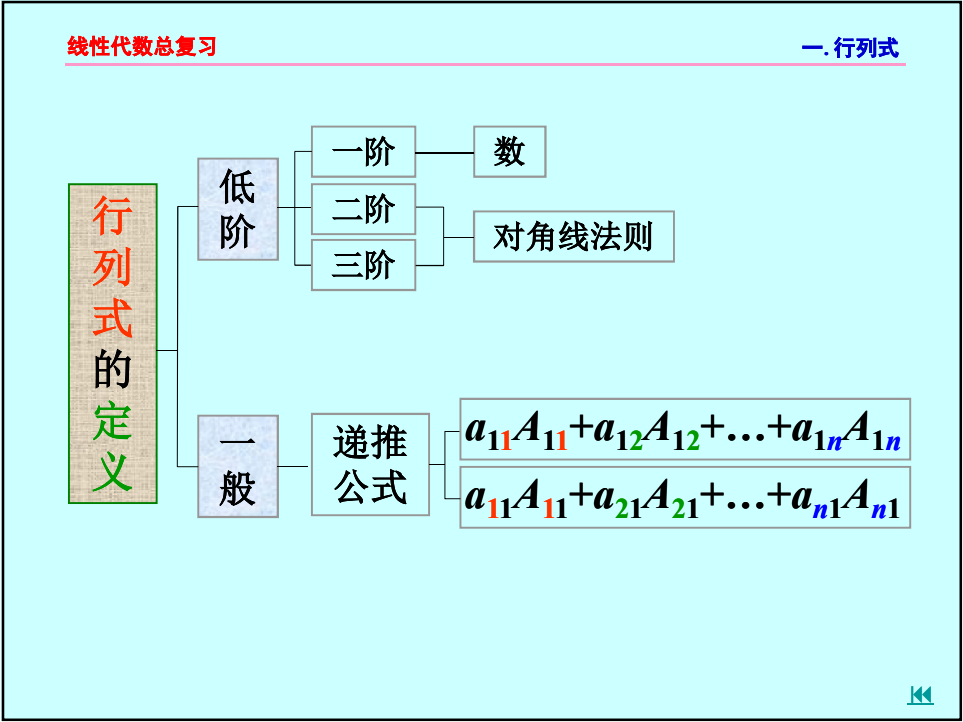 线性代数总复习
一. 行列式
行列式的定义
低阶
一阶
数
二阶
三阶
对角线法则
一般
递推
公式
a₁₁A₁₁+a₁₂A₁₂+…+a₁ₙA₁ₙ
a₁₁A₁₁+a₂₁A₂₁+…+aₙ₁Aₙ₁